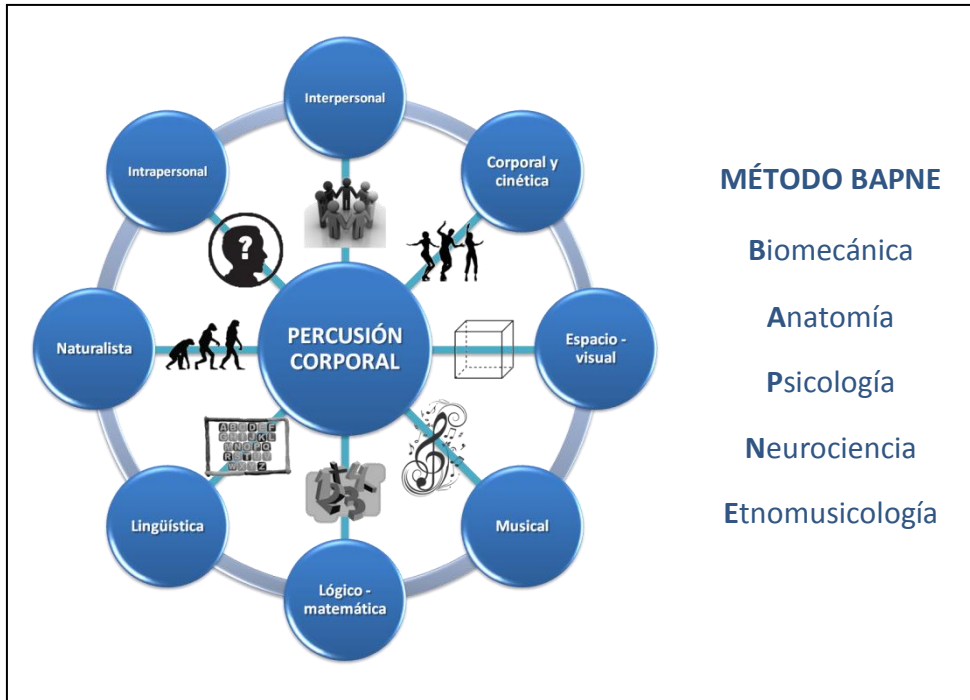 Interpersonal
Corporal y
cinética
Espacio -
visual
Musical
Lógico -
matemática
Lingüística
Naturalista
Intrapersonal
PERCUSIÓN
CORPORAL
MÉTODO BAPNE
Biomecánica
Anatomía
Psicología
Neurociencia
Etnomusicología